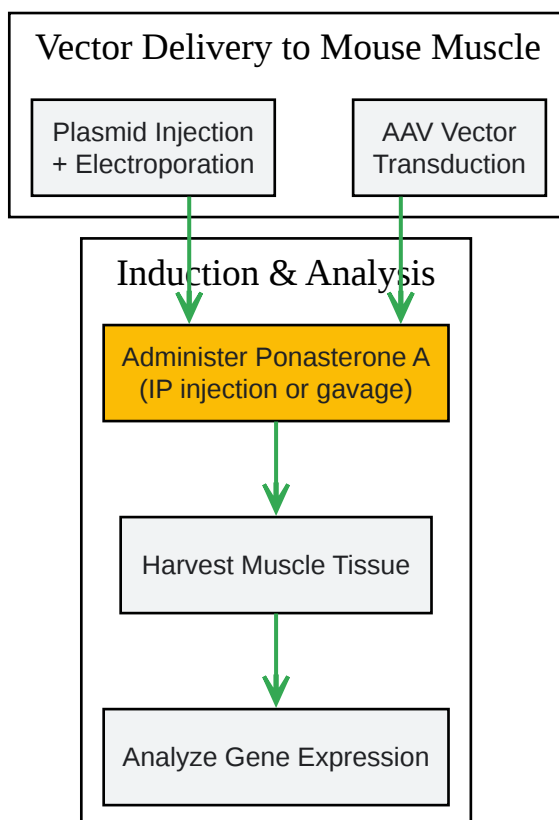 Vector Delivery to Mouse Muscle
Plasmid Injection
+ Electroporation
AAV Vector
Transduction
Induction & Analysis
Administer Ponasterone A
(IP injection or gavage)
Harvest Muscle Tissue
Analyze Gene Expression